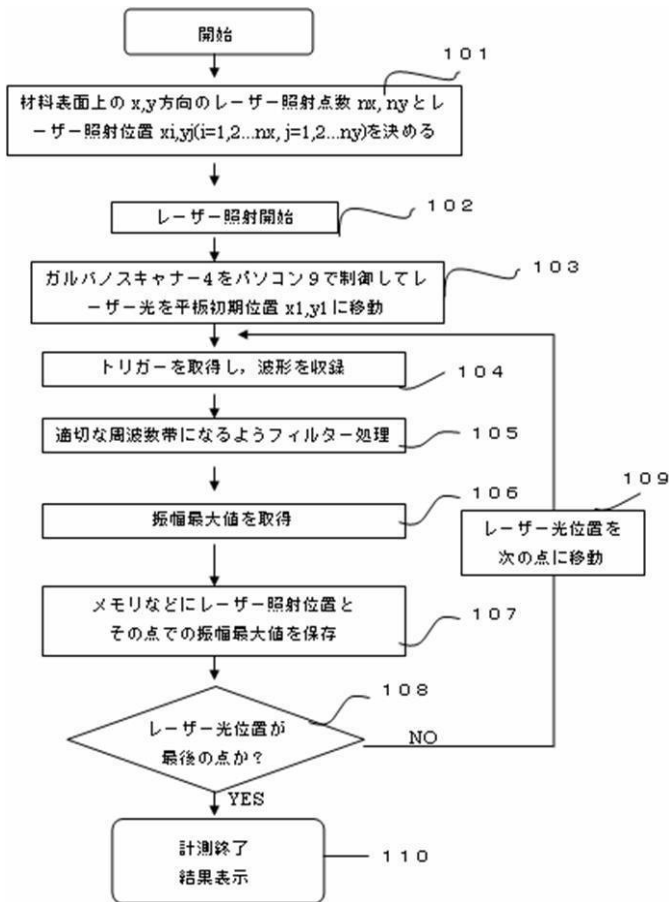 開始
101
材料表面上の x,y方向のレーザー照射点数 nx, nyとレ
ーザー照射位置 xi,yj(i=1,2...nx, j=1,2...ny)を決める
レーザー照射開始
102
ガルバノスキャナー4をパソコン9で制御してレ
ーザー光を平板初期位置 x1,y1 に移動
103
トリガーを取得し，波形を収録
104
適切な周波数帯になるようフィルター処理
105
振幅最大値を取得
106
メモリなどにレーザー照射位置と
その点での振幅最大値を保存
107
レーザー光位置が
最後の点か？
108
NO
109
レーザー光位置を
次の点に移動
YES
計測終了
結果表示
110